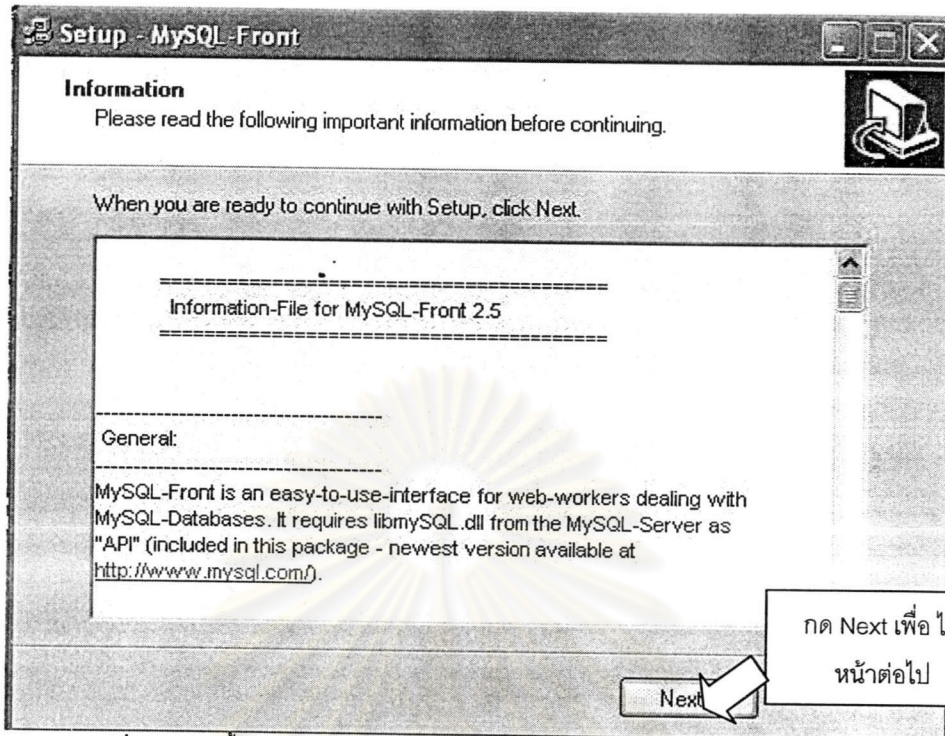 Setup - MySQL-Front
Information
Please read the following important information before continuing.
When you are ready to continue with Setup, click Next.
=============================================
Information-File for MySQL-Front 2.5
=============================================
----------------------------------
General:
----------------------------------
MySQL-Front is an easy-to-use-interface for web-workers dealing with
MySQL-Databases. It requires libmySQL.dll from the MySQL-Server as
"API" (included in this package - newest version available at
http://www.mysql.com/).
กด Next เพื่อ
หน้าต่อไป
Next